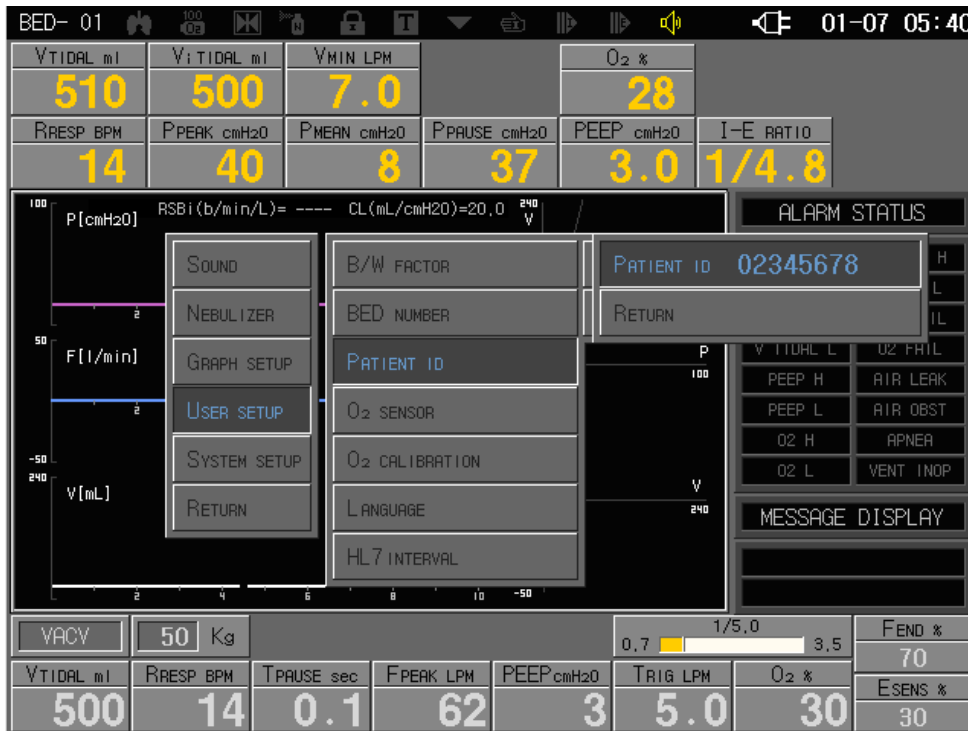 BED- 01 100 O2 N T 01-07 05:40
VTIDAL ml ViTIDAL ml VMIN LPM O2 %
510 500 7.0 28
RRESP BPM PPEAK cmH2O PMEAN cmH2O PPAUSE cmH2O PEEP cmH2O I-E RATIO
14 40 8 37 3.0 1/4.8
100 P[cmH2O] RSBi(b/min/L)= ---- CL(mL/cmH2O)=20,0 240 V
ALARM STATUS
SOUND
NEBULIZER
GRAPH SETUP
USER SETUP
SYSTEM SETUP
RETURN
B/W FACTOR
BED NUMBER
PATIENT ID
O2 SENSOR
O2 CALIBRATION
LANGUAGE
HL7 INTERVAL
PATIENT ID 02345678
RETURN
H
L
IL
V TIDAL L O2 FAIL
PEEP H AIR LEAK
PEEP L AIR OBST
O2 H APNEA
O2 L VENT INOP
MESSAGE DISPLAY
2
50 F[l/min]
2
-50
240 V[mL]
2 4 6 8 10 -50
P
100
V
240
VACV 50 Kg
1/5,0
0,7 3,5
FEND %
70
VTIDAL ml RRESP BPM TPAUSE sec FPEAK LPM PEEPcmH2O TRIG LPM O2 %
500 14 0.1 62 3 5.0 30
ESENS %
30